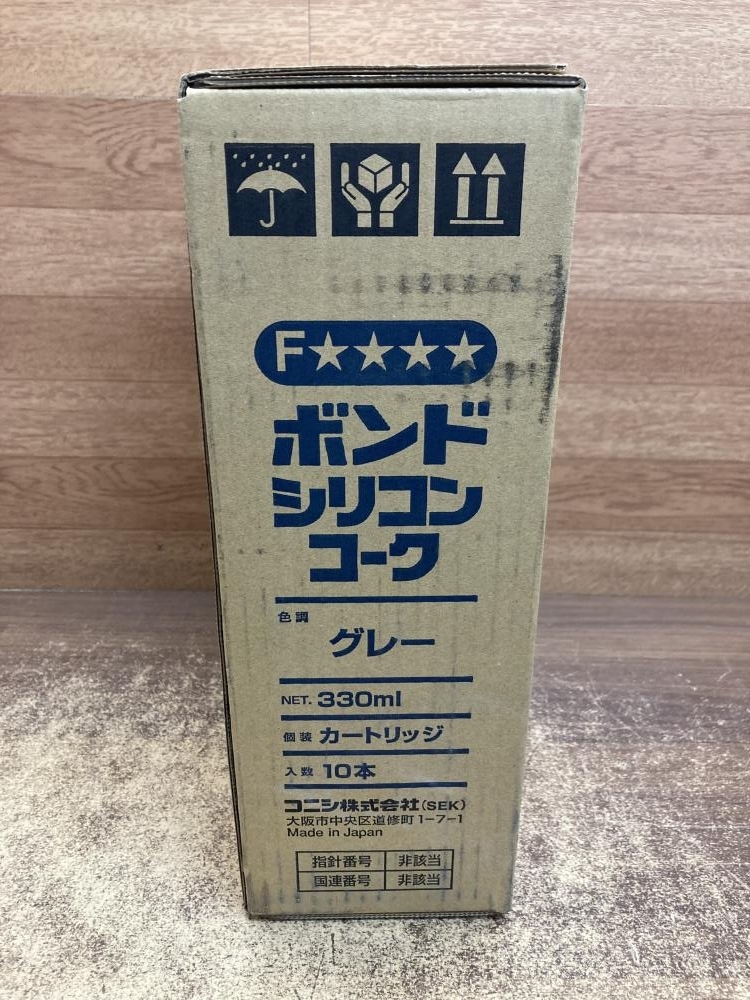 F★★★★
ボンド
シリコン
コーク
色調 グレー
NET. 330ml
個装 カートリッジ
入数 10本
コニシ株式会社(SEK)
大阪市中央区道修町1-7-1
Made in Japan
指針番号 非該当
国連番号 非該当